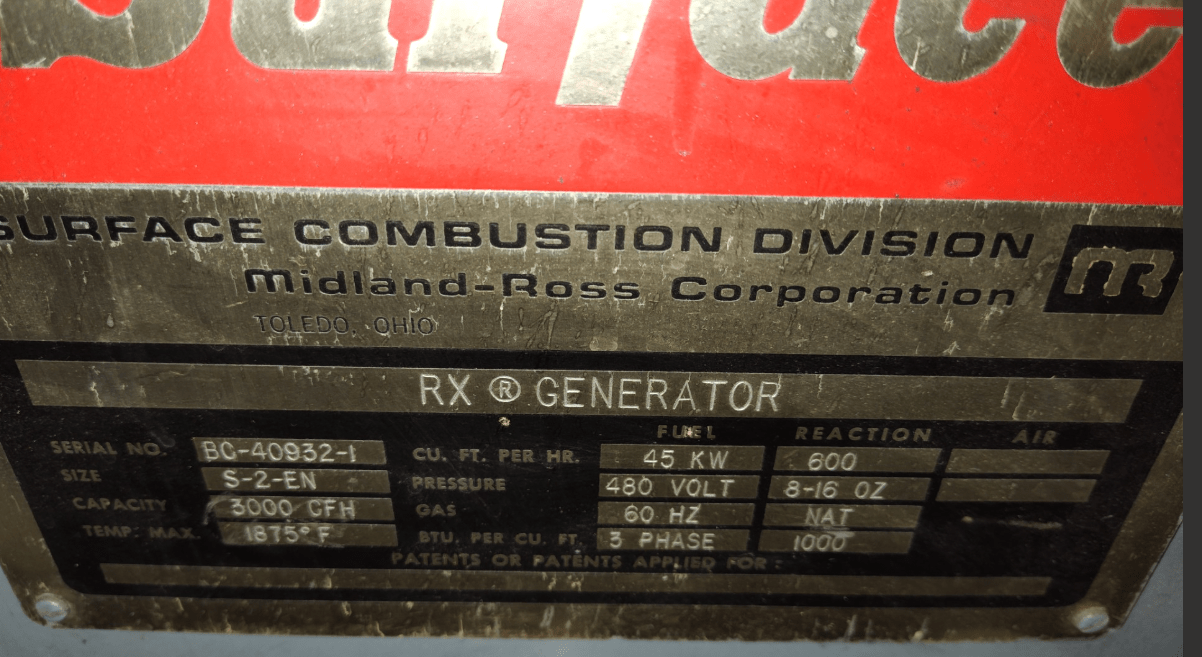 Surface
SURFACE COMBUSTION DIVISION
Midland-Ross Corporation
TOLEDO, OHIO
RX ® GENERATOR
FUEL REACTION AIR
SERIAL NO. BC-40932-1 CU. FT. PER HR. 45 KW 600
SIZE S-2-EN PRESSURE 480 VOLT 8-16 OZ
CAPACITY 3000 CFH GAS 60 HZ NAT
TEMP. MAX. 1875°F BTU. PER CU. FT. 3 PHASE 1000
PATENTS OR PATENTS APPLIED FOR: